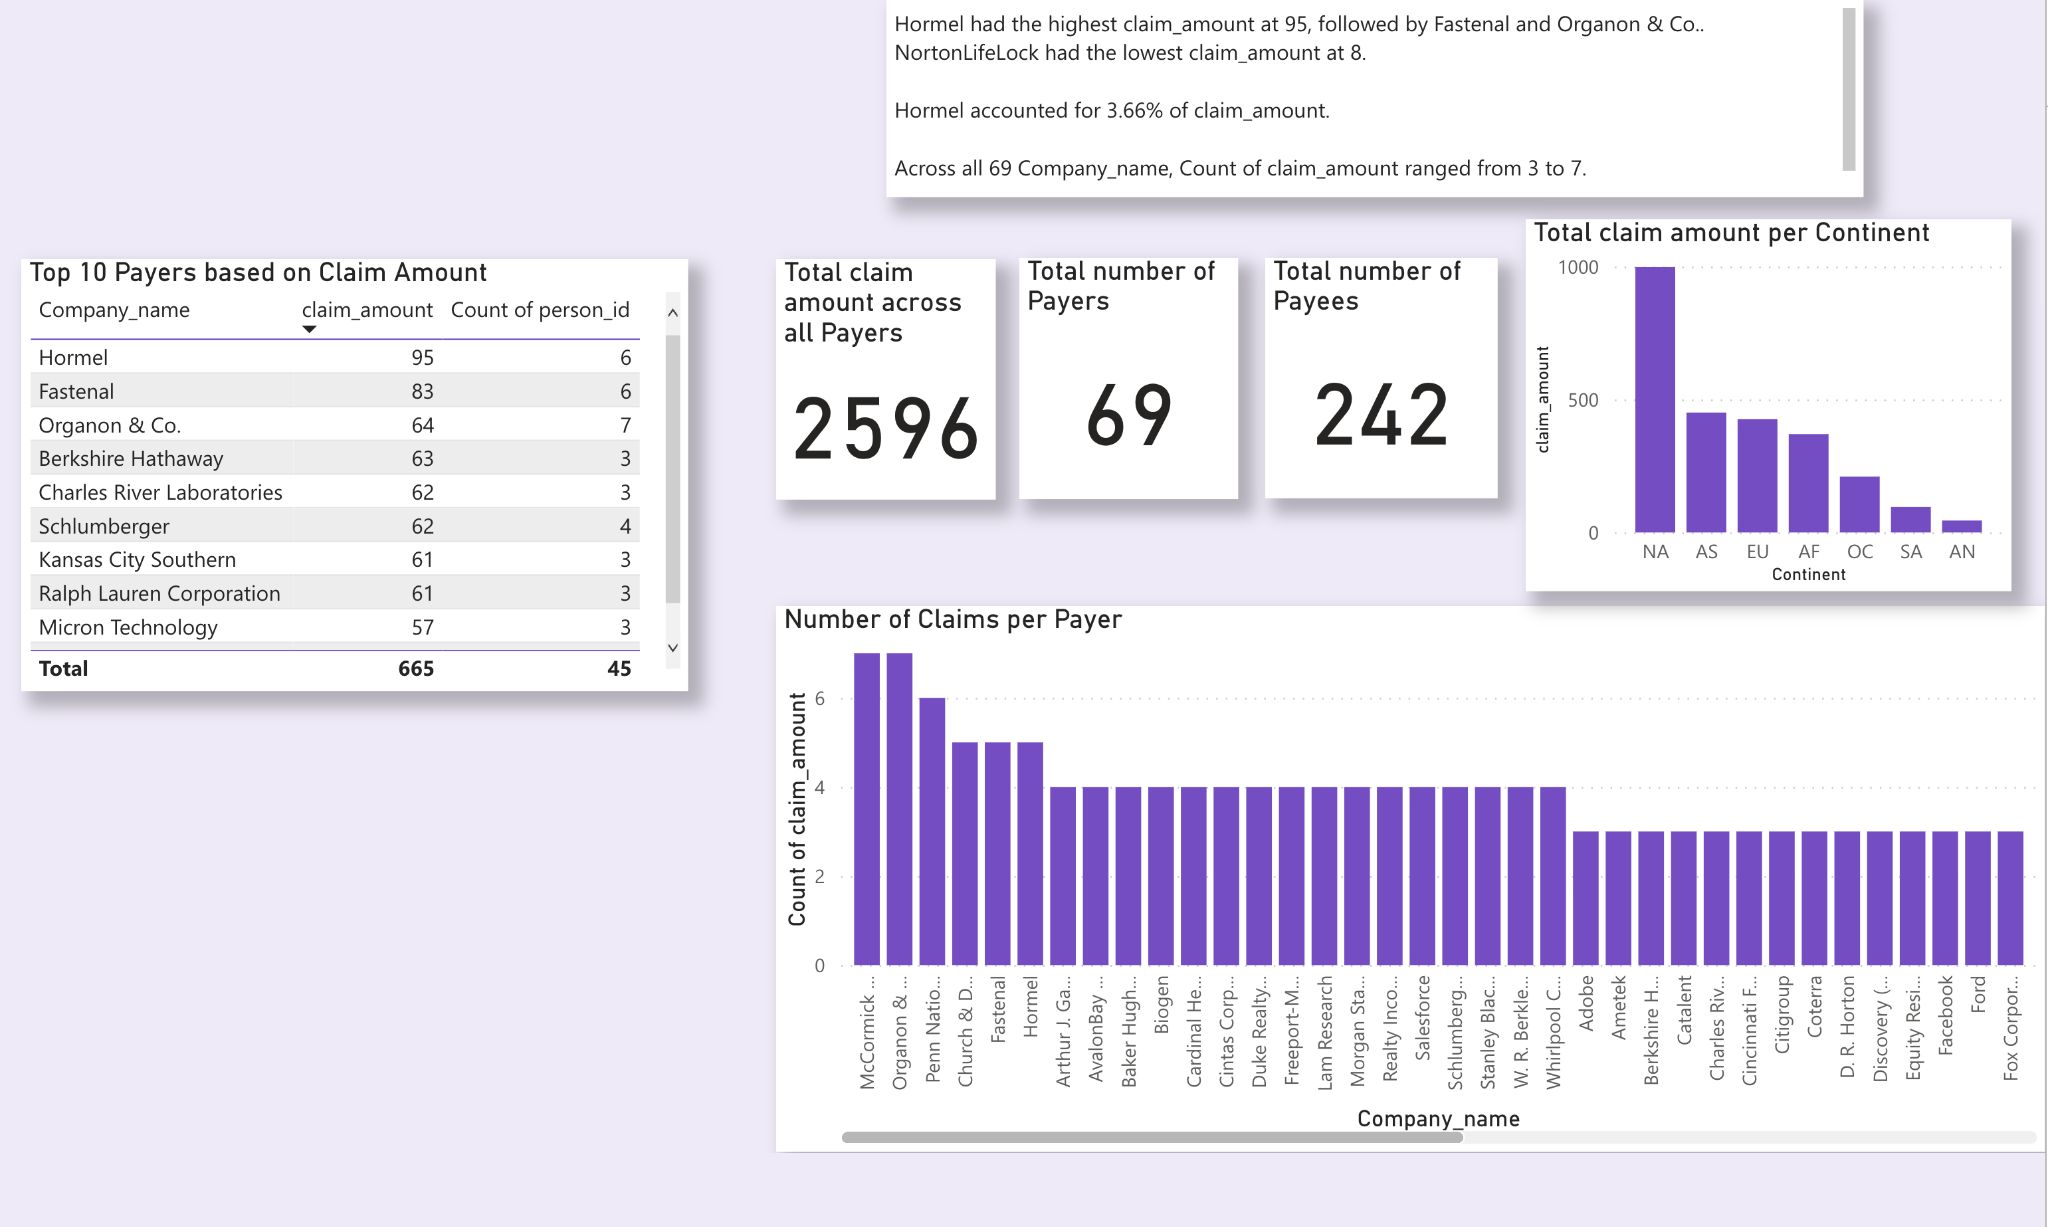 Hormel had the highest claim_amount at 95, followed by Fastenal and Organon & Co..
NortonLifeLock had the lowest claim_amount at 8.
Hormel accounted for 3.66% of claim_amount.
Across all 69 Company_name, Count of claim_amount ranged from 3 to 7.
Top 10 Payers based on Claim Amount
Company_name claim_amount Count of person_id
Hormel 95 6
Fastenal 83 6
Organon & Co. 64 7
Berkshire Hathaway 63 3
Charles River Laboratories 62 3
Schlumberger 62 4
Kansas City Southern 61 3
Ralph Lauren Corporation 61 3
Micron Technology 57 3
Total 665 45
Total claim
amount across
all Payers
2596
Total number of
Payers
69
Total number of
Payees
242
Total claim amount per Continent
claim_amount
1000
500
0
NA AS EU AF OC SA AN
Continent
Number of Claims per Payer
Count of claim_amount
6
4
2
0
McCormick ...
Organon & ...
Penn Natio...
Church & D...
Fastenal
Hormel
Arthur J. Ga...
AvalonBay ...
Baker Hugh...
Biogen
Cardinal He...
Cintas Corp...
Duke Realty...
Freeport-M...
Lam Research
Morgan Sta...
Realty Inco...
Salesforce
Schlumberg...
Stanley Blac...
W. R. Berkle...
Whirlpool C...
Adobe
Ametek
Berkshire H...
Catalent
Charles Riv...
Cincinnati F...
Citigroup
Coterra
D. R. Horton
Discovery (...
Equity Resi...
Facebook
Ford
Fox Corpor...
Company_name